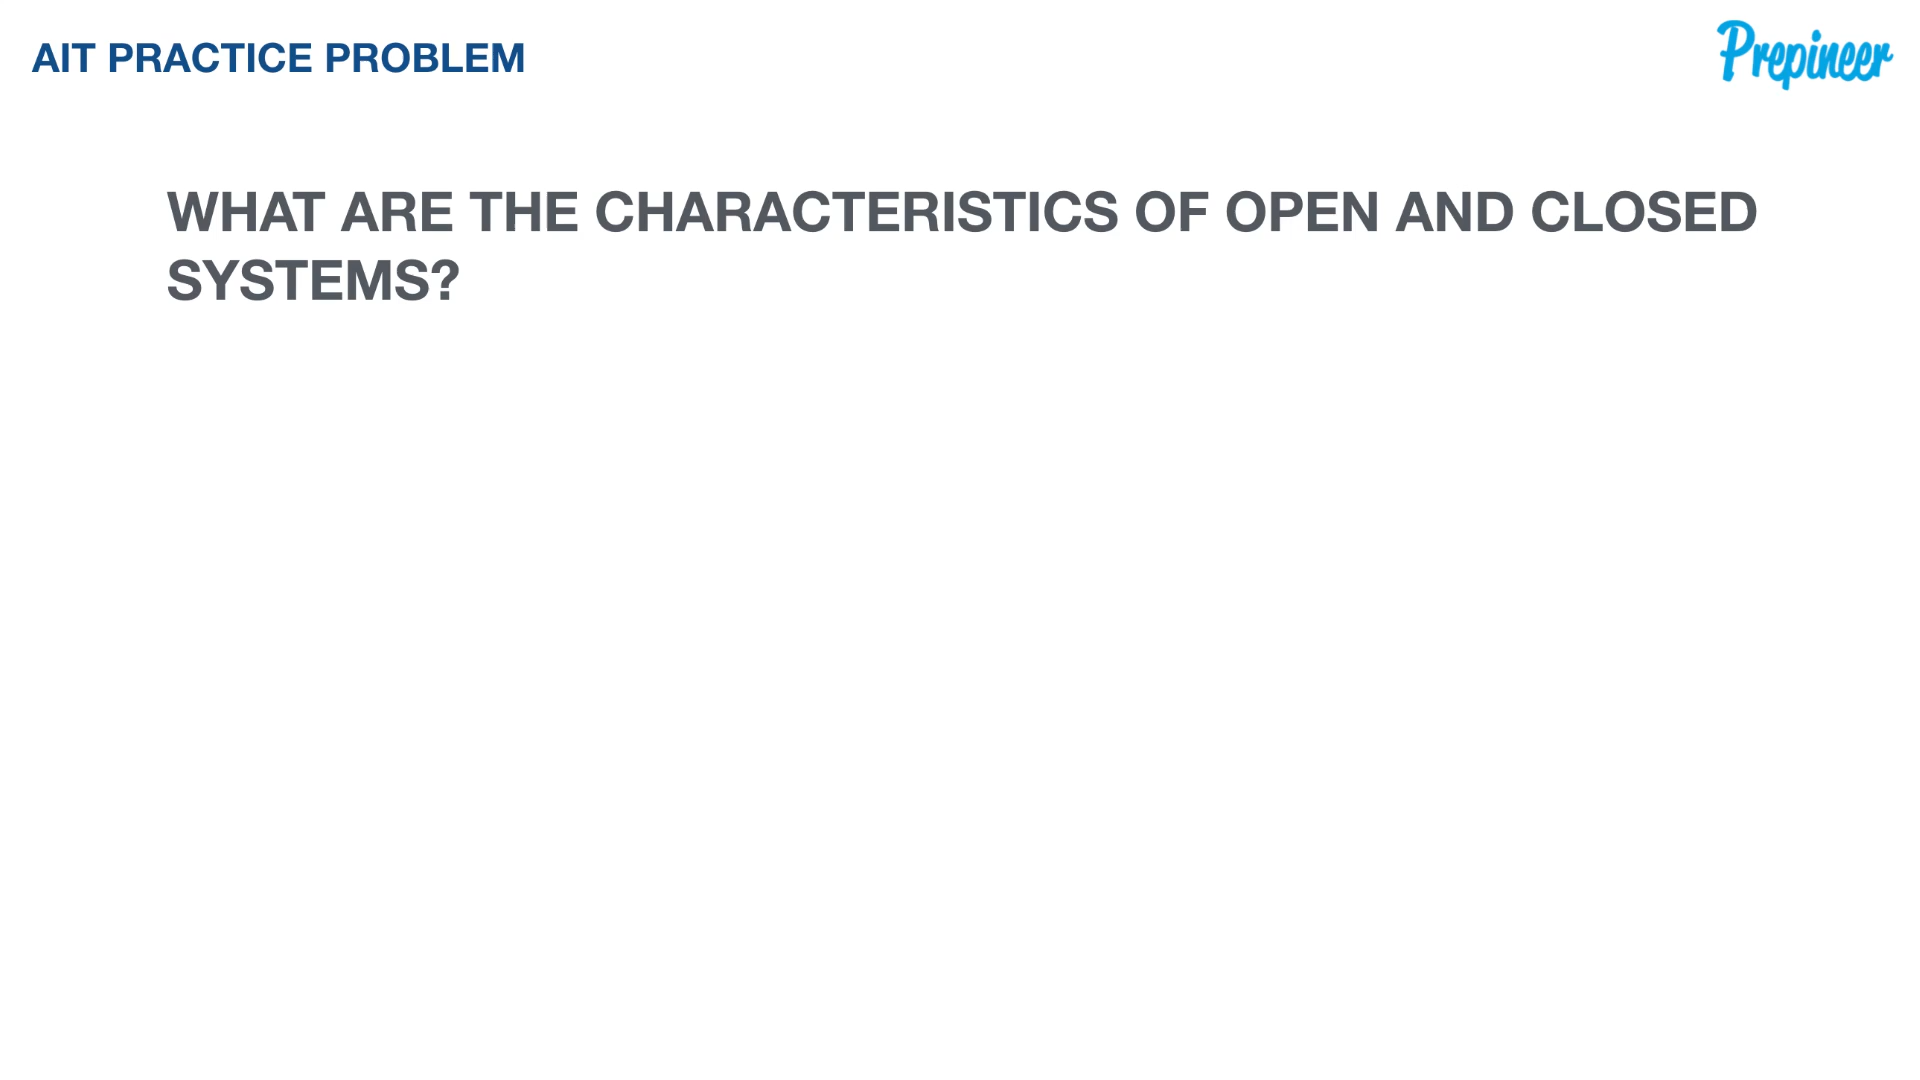 AIT PRACTICE PROBLEM
Prepineer
WHAT ARE THE CHARACTERISTICS OF OPEN AND CLOSED
SYSTEMS?